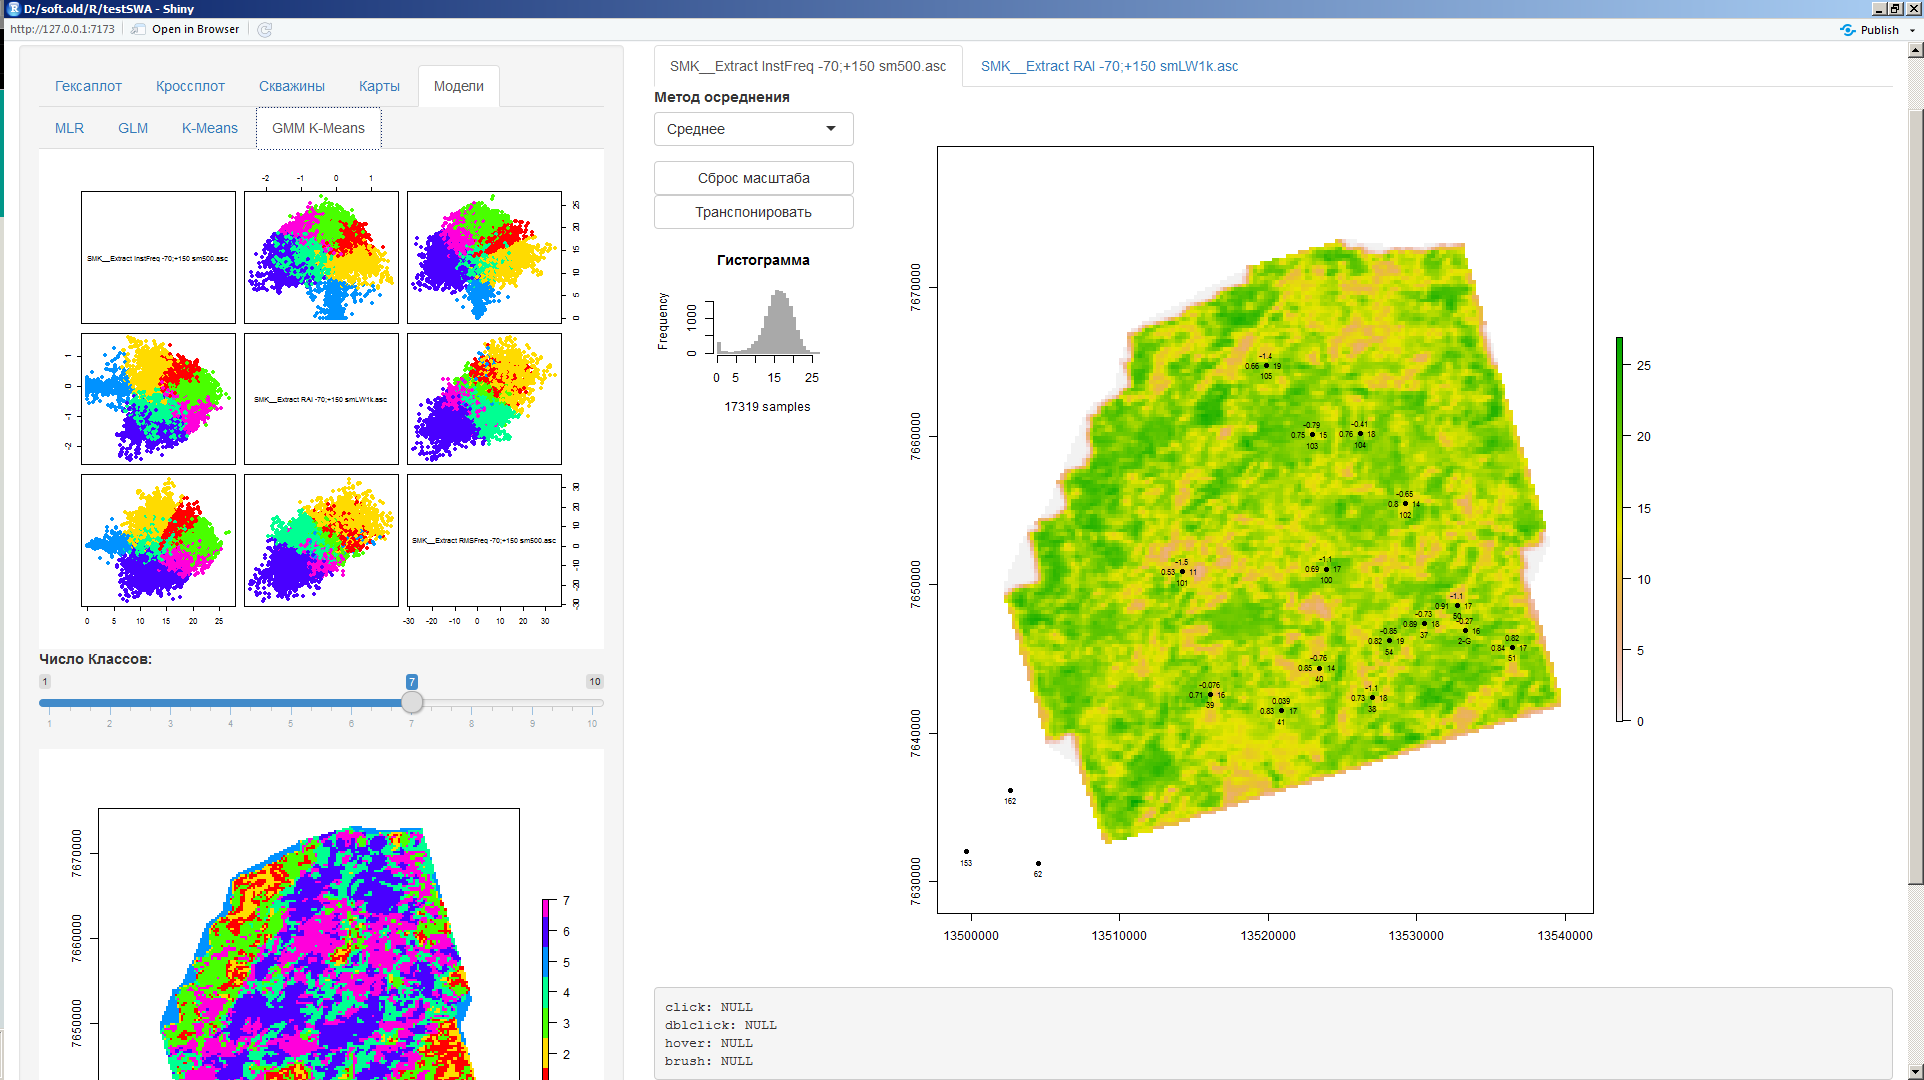 D:/soft.old/R/testSWA - Shiny
http://127.0.0.1:7173 Open in Browser Publish
Гексаплот Кроссплот Скважины Карты Модели
MLR GLM K-Means GMM K-Means
-2 -1 0 1
SMK__Extract InstFreq -70;+150 sm500.asc
0 5 10 15 20 25
SMK__Extract RAI -70;+150 smLW1k.asc
-2 -1 0 1
SMK__Extract RMSFreq -70;+150 sm500.asc
-30 -20 -10 0 10 20 30
0 5 10 15 20 25
-30 -20 -10 0 10 20 30
Число Классов:
1 7 10
1 2 3 4 5 6 7 8 9 10
7670000
7660000
7650000
7
6
5
4
3
2
SMK__Extract InstFreq -70;+150 sm500.asc SMK__Extract RAI -70;+150 smLW1k.asc
Метод осреднения
Среднее
Сброс масштаба
Транспонировать
Гистограмма
Frequency
0 1000
0 5 15 25
17319 samples
7670000
7660000
7650000
7640000
7630000
13500000 13510000 13520000 13530000 13540000
-1.4
0.66 19
105
-0.79
0.75 15
103
-0.41
0.76 18
104
-0.65
0.8 14
102
-1.5
0.53 11
101
-1.1
0.69 17
100
-1.1
0.91 17
50
-0.73
0.89 18
37
-0.27
16
2-G
-0.85
0.82 19
54
0.82
0.84 17
51
-0.76
0.85 14
40
-0.076
0.71 16
39
-1.1
0.73 18
38
0.039
0.83 17
41
162
153
62
25
20
15
10
5
0
click: NULL
dblclick: NULL
hover: NULL
brush: NULL